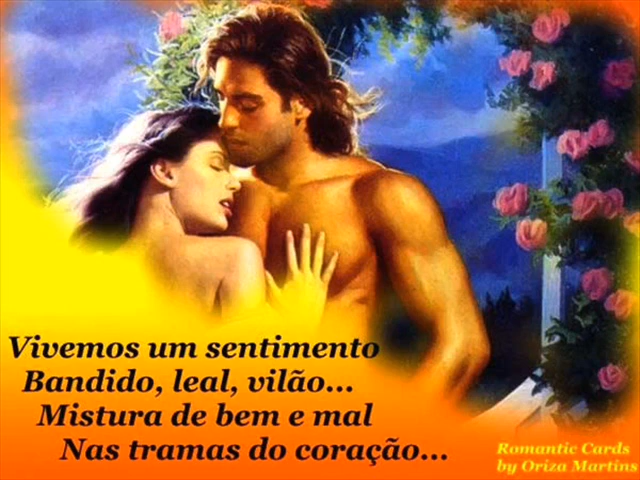 Vivemos um sentimento
Bandido, leal, vilão...
Mistura de bem e mal
Nas tramas do coração...
Romantic Cards
by Oriza Martins